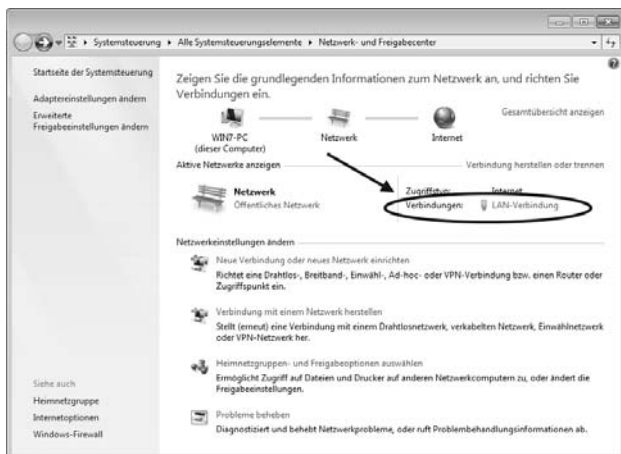 Systemsteuerung ▸ Alle Systemsteuerungselemente ▸ Netzwerk- und Freigabecenter
Startseite der Systemsteuerung
Adaptereinstellungen ändern
Erweiterte
Freigabeeinstellungen ändern
Zeigen Sie die grundlegenden Informationen zum Netzwerk an, und richten Sie
Verbindungen ein.
Gesamtübersicht anzeigen
WIN7-PC
(dieser Computer)
Netzwerk
Internet
Aktive Netzwerke anzeigen
Verbindung herstellen oder trennen
Netzwerk
Öffentliches Netzwerk
Zugriffstyp: Internet
Verbindungen: LAN-Verbindung
Netzwerkeinstellungen ändern
Neue Verbindung oder neues Netzwerk einrichten
Richtet eine Drahtlos-, Breitband-, Einwähl-, Ad-hoc- oder VPN-Verbindung bzw. einen Router oder
Zugriffspunkt ein.
Verbindung mit einem Netzwerk herstellen
Stellt (erneut) eine Verbindung mit einem Drahtlosnetzwerk, verkabelten Netzwerk, Einwählnetzwerk
oder VPN-Netzwerk her.
Heimnetzgruppen- und Freigabeoptionen auswählen
Ermöglicht Zugriff auf Dateien und Drucker auf anderen Netzwerkcomputern zu, oder ändert die
Freigabeeinstellungen.
Probleme beheben
Diagnostiziert und behebt Netzwerkprobleme, oder ruft Problembehandlungsinformationen ab.
Siehe auch
Heimnetzgruppe
Internetoptionen
Windows-Firewall